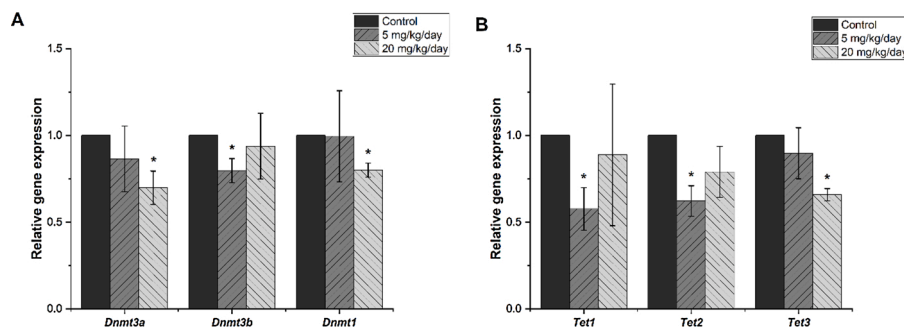 A
Control
5 mg/kg/day
20 mg/kg/day
Relative gene expression
1.5
1.0
0.5
0.0
*
*
*
Dnmt3a
Dnmt3b
Dnmt1
B
Control
5 mg/kg/day
20 mg/kg/day
Relative gene expression
1.5
1.0
0.5
0.0
*
*
*
Tet1
Tet2
Tet3